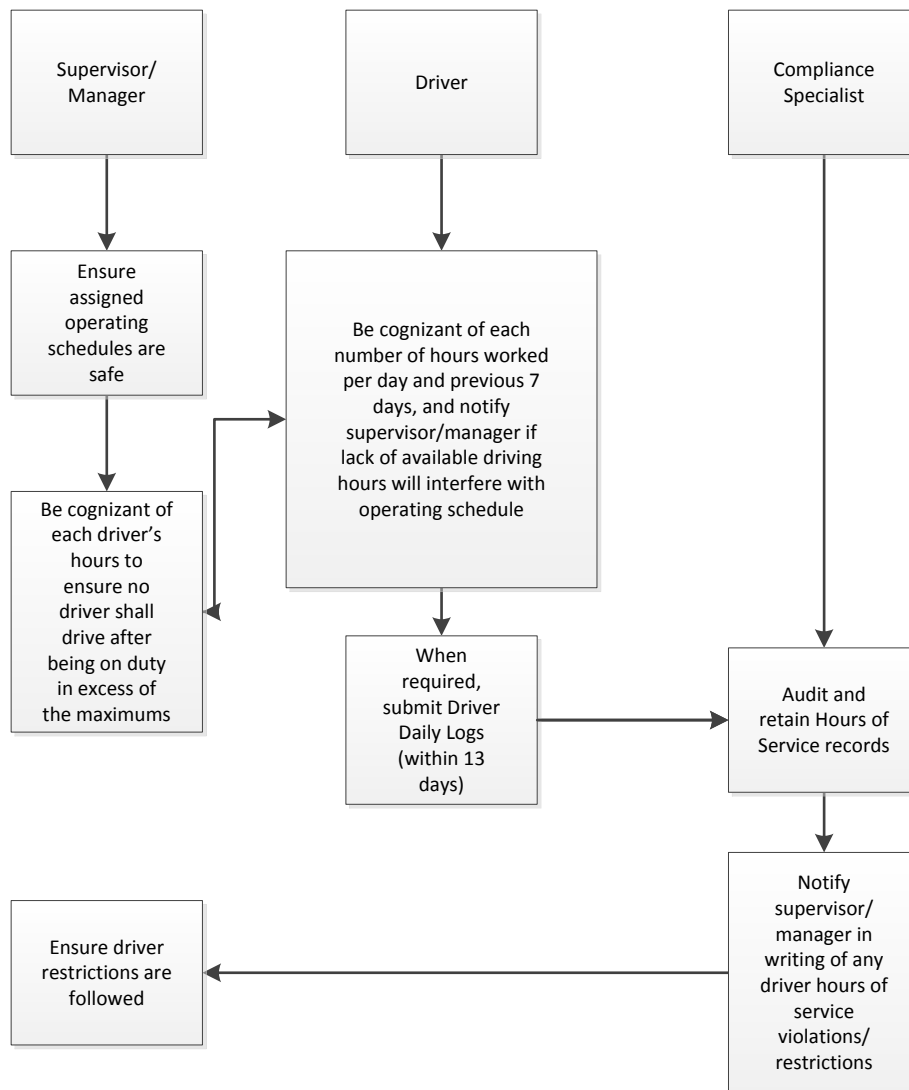 Supervisor/
Manager
Driver
Compliance
Specialist
Ensure
assigned
operating
schedules are
safe
Be cognizant of each
number of hours worked
per day and previous 7
days, and notify
supervisor/manager if
lack of available driving
hours will interfere with
operating schedule
Be cognizant of
each driver’s
hours to
ensure no
driver shall
drive after
being on duty
in excess of
the maximums
When
required,
submit Driver
Daily Logs
(within 13
days)
Audit and
retain Hours of
Service records
Notify
supervisor/
manager in
writing of any
driver hours of
service
violations/
restrictions
Ensure driver
restrictions are
followed